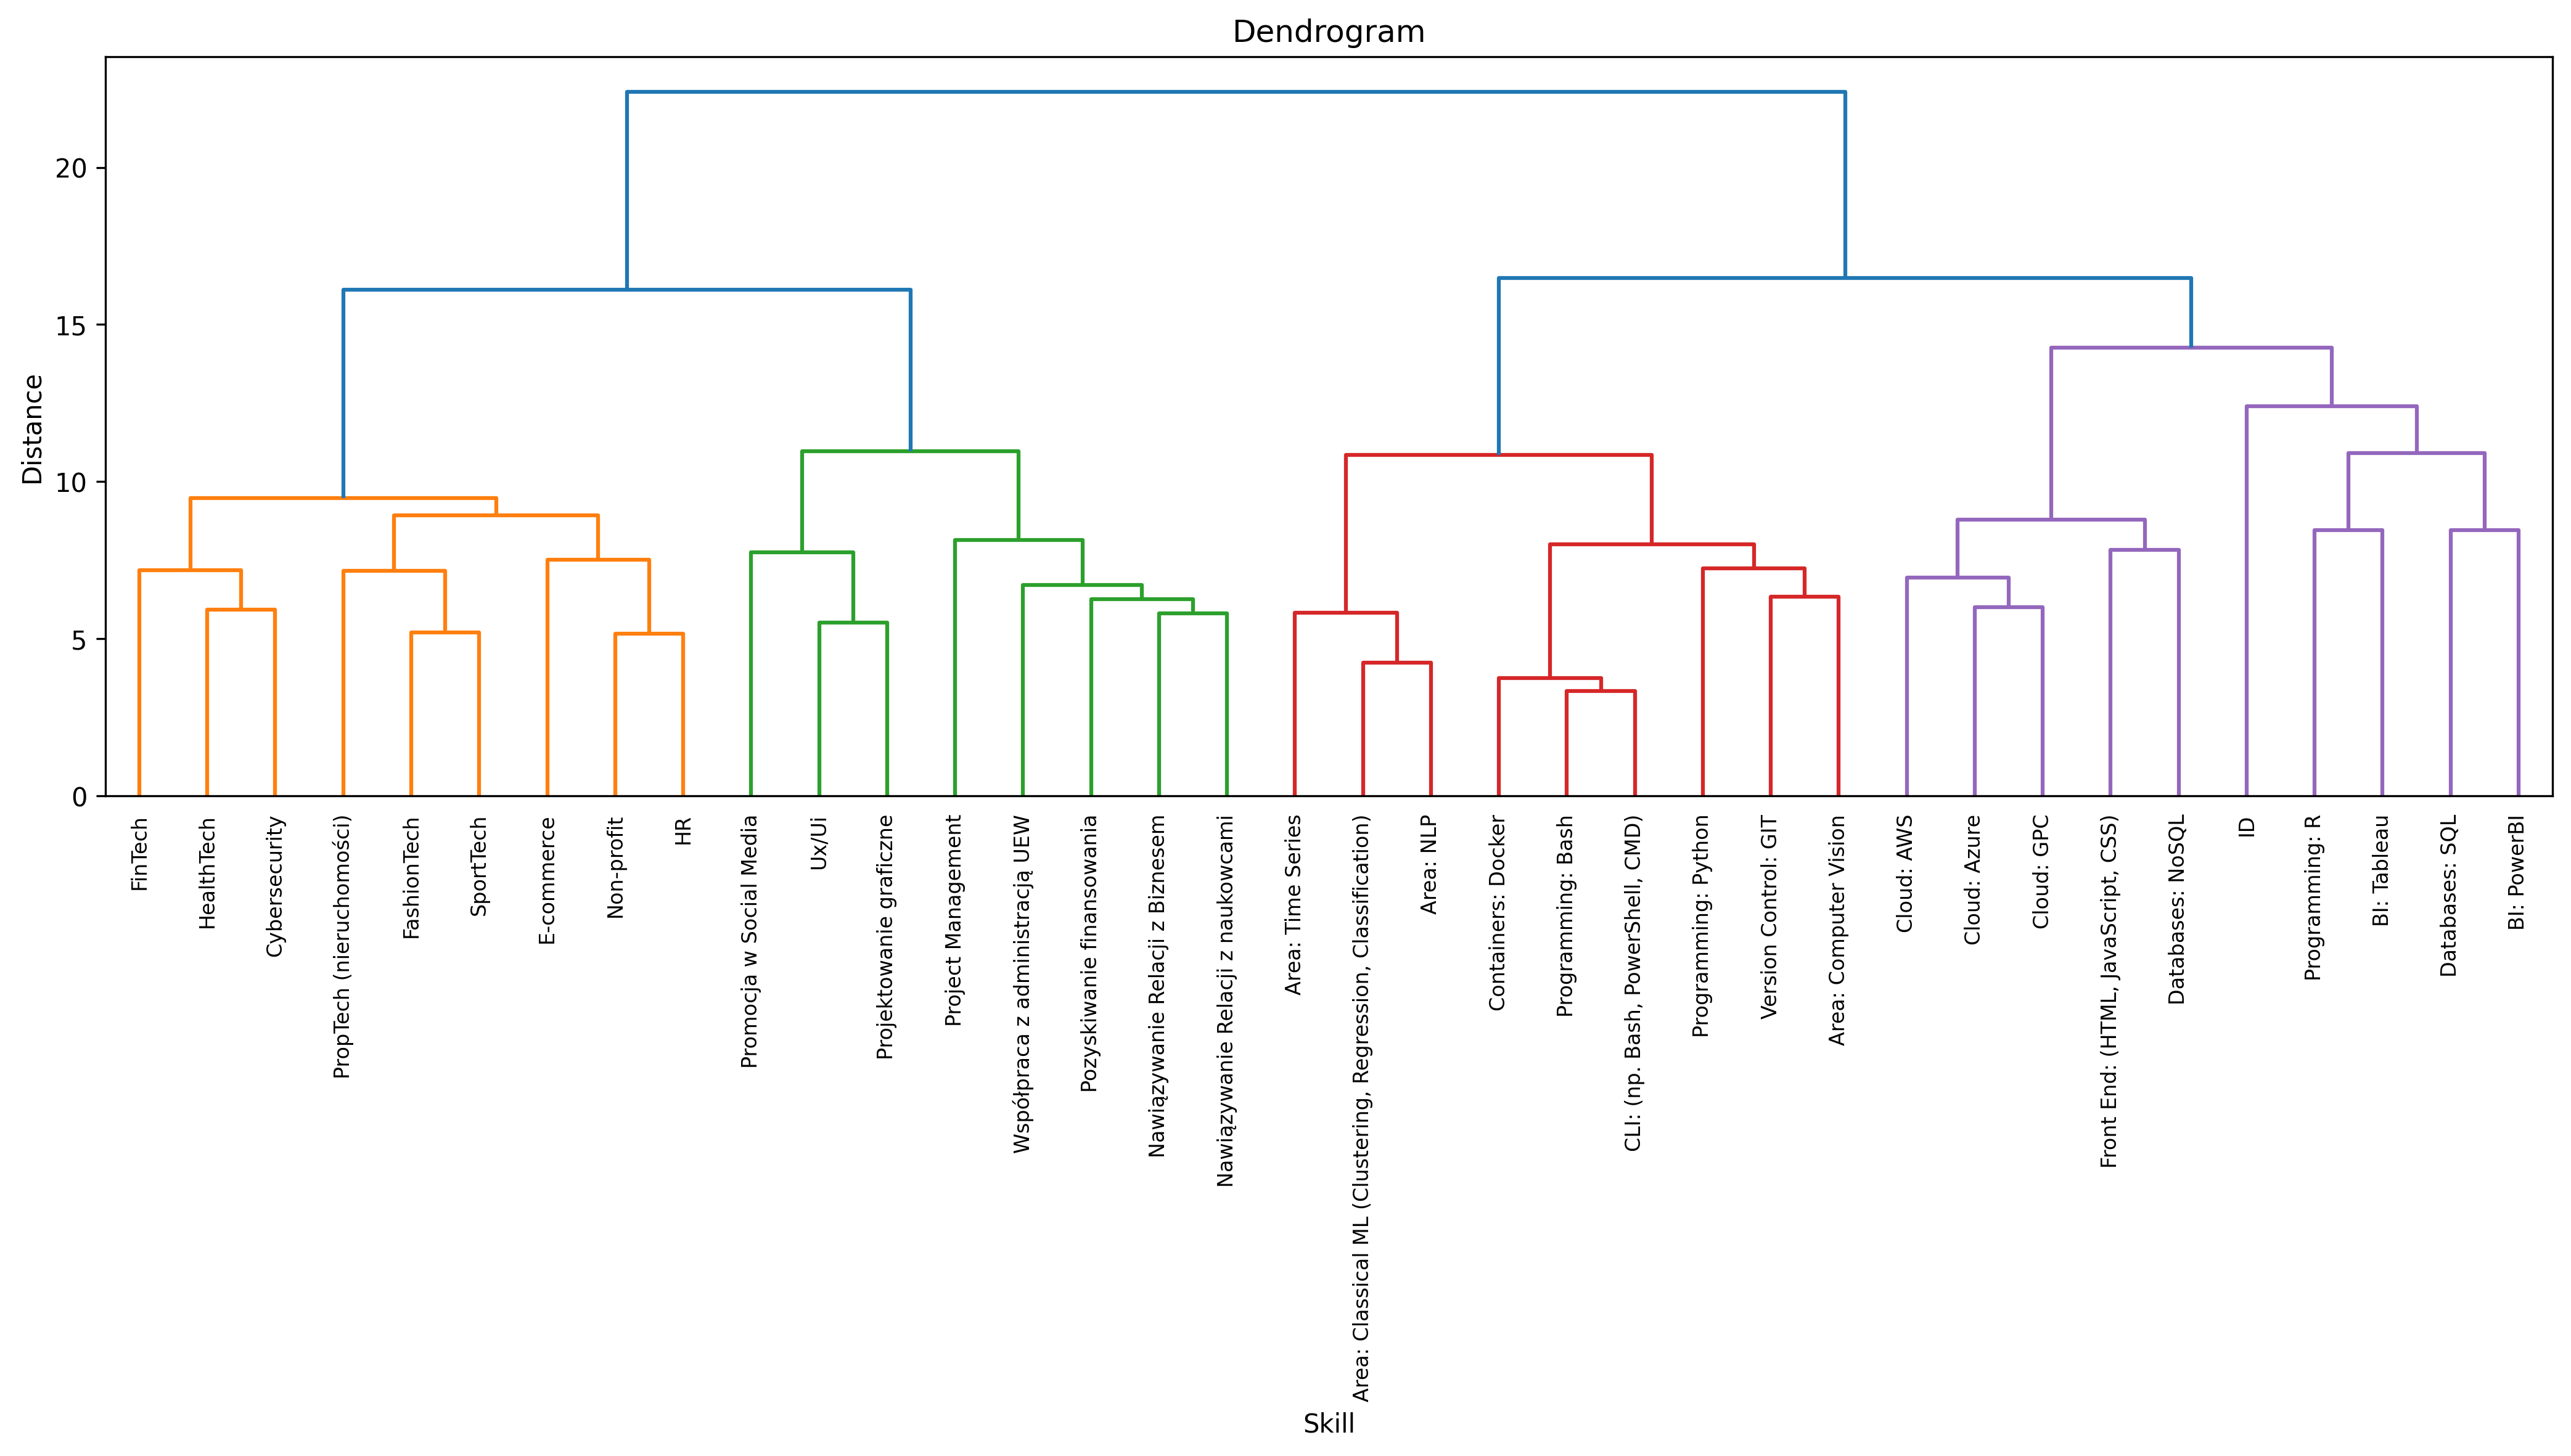 Dendrogram
Distance
20
15
10
5
0
FinTech
HealthTech
Cybersecurity
PropTech (nieruchomości)
FashionTech
SportTech
E-commerce
Non-profit
HR
Promocja w Social Media
Ux/Ui
Projektowanie graficzne
Project Management
Współpraca z administracją UEW
Pozyskiwanie finansowania
Nawiązywanie Relacji z Biznesem
Nawiązywanie Relacji z naukowcami
Area: Time Series
Area: Classical ML (Clustering, Regression, Classification)
Area: NLP
Containers: Docker
Programming: Bash
CLI: (np. Bash, PowerShell, CMD)
Programming: Python
Version Control: GIT
Area: Computer Vision
Cloud: AWS
Cloud: Azure
Cloud: GPC
Front End: (HTML, JavaScript, CSS)
Databases: NoSQL
ID
Programming: R
BI: Tableau
Databases: SQL
BI: PowerBI
Skill